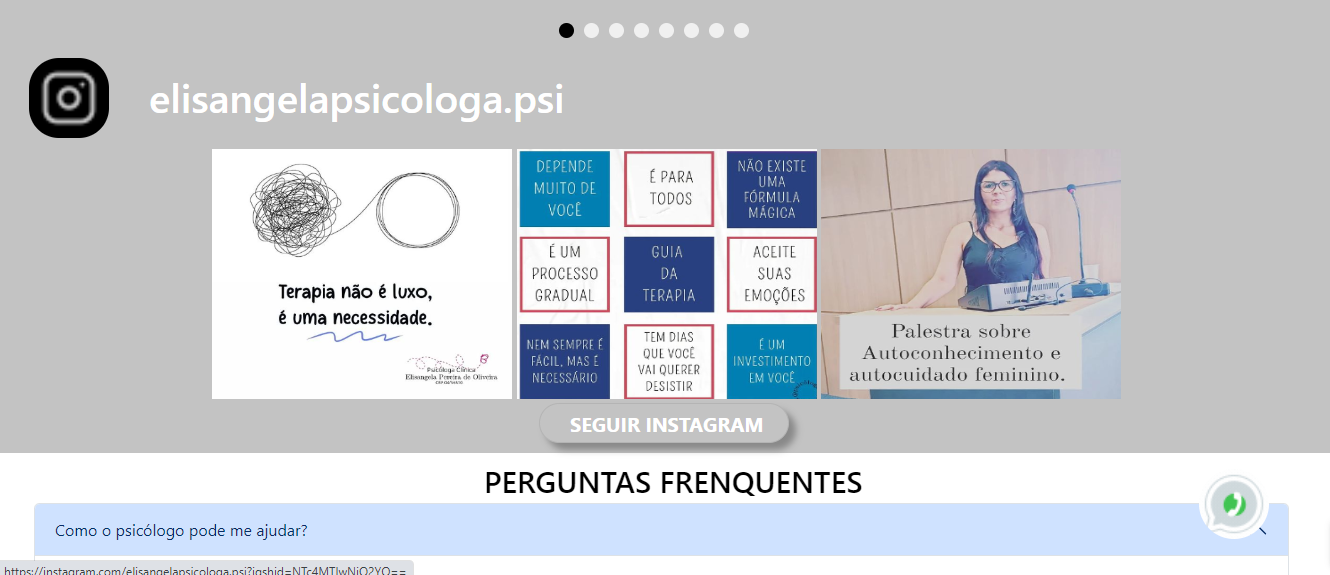 elisangelapsicologa.psi
Terapia não é luxo,
é uma necessidade.
Psicóloga Clínica
Elisangela Pereira de Oliveira
DEPENDE
MUITO DE
VOCÊ
É PARA
TODOS
NÃO EXISTE
UMA
FÓRMULA
MÁGICA
É UM
PROCESSO
GRADUAL
GUIA
DA
TERAPIA
ACEITE
SUAS
EMOÇÕES
NEM SEMPRE É
FÁCIL, MAS É
NECESSÁRIO
TEM DIAS
QUE VOCÊ
VAI QUERER
DESISTIR
É UM
INVESTIMENTO
EM VOCÊ
Palestra sobre
Autoconhecimento e
autocuidado feminino.
SEGUIR INSTAGRAM
PERGUNTAS FRENQUENTES
Como o psicólogo pode me ajudar?
https://instagram.com/elisangelapsicologa.psi?igshid=NTc4MTIwNjQ2YQ==